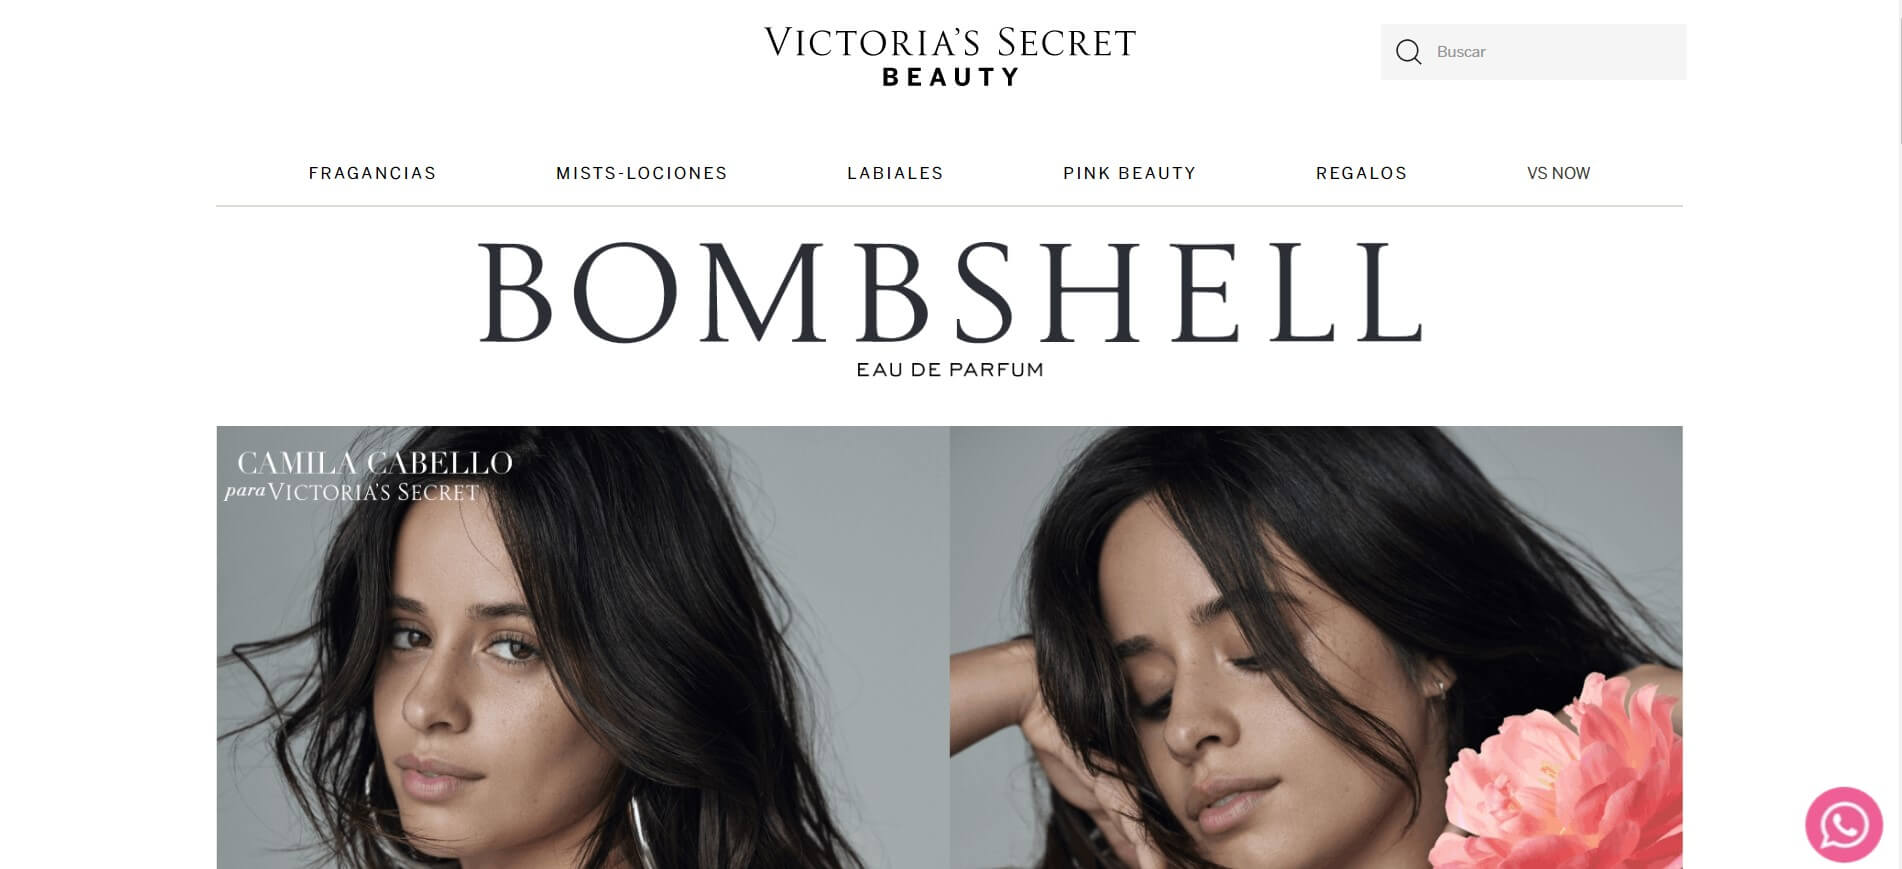 VICTORIA'S SECRET
BEAUTY
Buscar
FRAGANCIAS MISTS-LOCIONES LABIALES PINK BEAUTY REGALOS VS NOW
BOMBSHELL
EAU DE PARFUM
CAMILA CABELLO
para VICTORIA'S SECRET